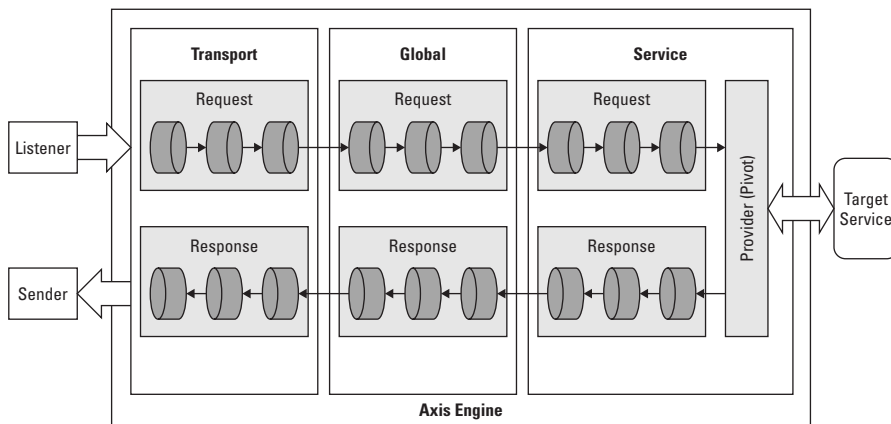 Transport
Global
Service
Request
Request
Request
Listener
Provider (Pivot)
Target
Service
Response
Response
Response
Sender
Axis Engine